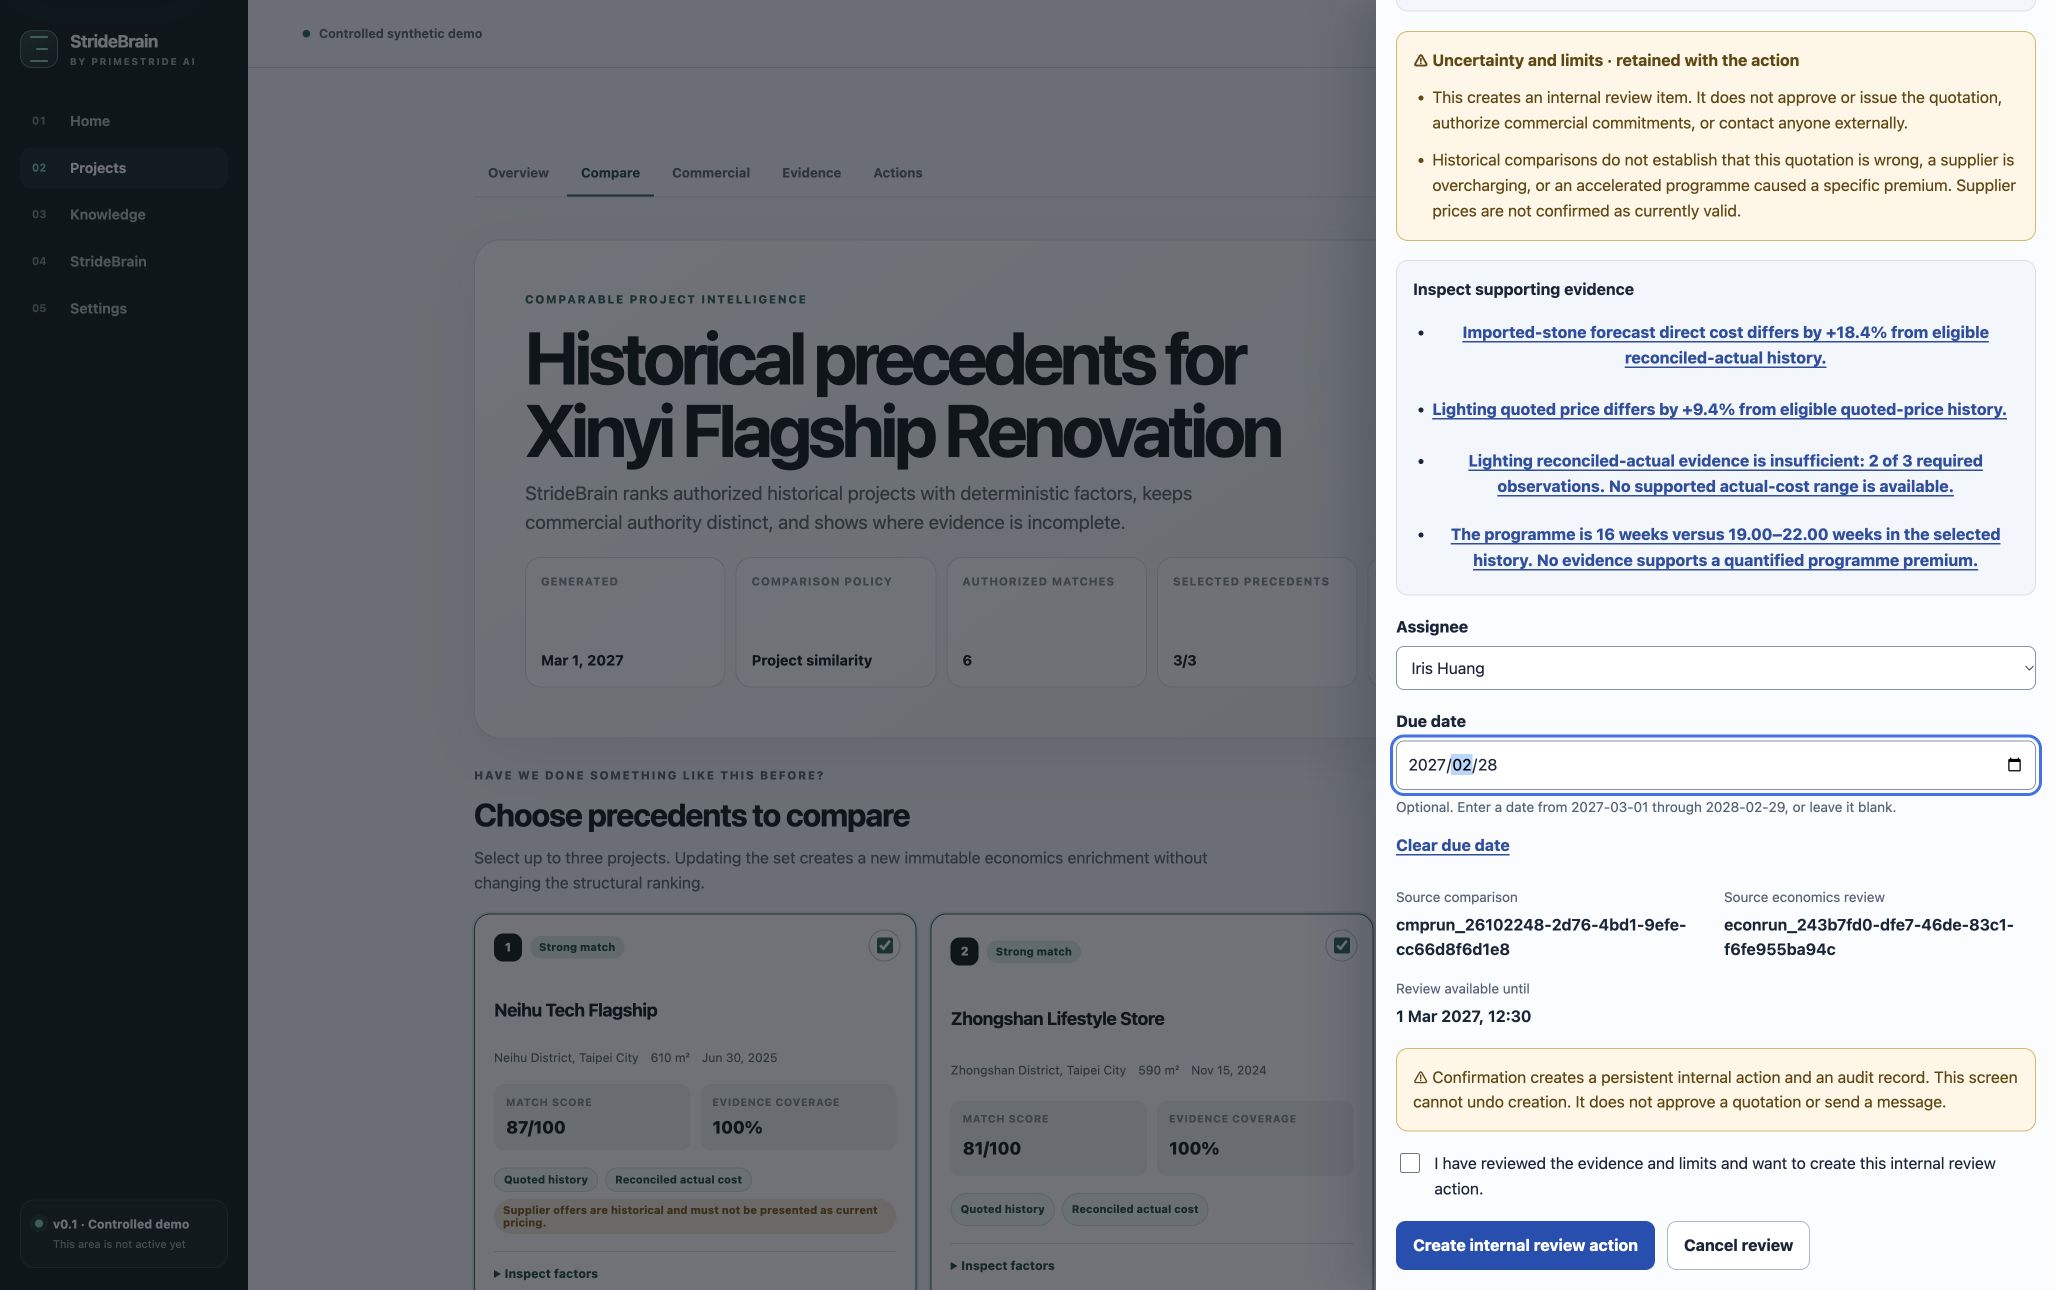 StrideBrain
BY PRIMESTRIDE AI
01 Home
02 Projects
03 Knowledge
04 StrideBrain
05 Settings
v0.1 · Controlled demo
This area is not active yet
Controlled synthetic demo
Overview Compare Commercial Evidence Actions
COMPARABLE PROJECT INTELLIGENCE
Historical precedents for
Xinyi Flagship Renovation
StrideBrain ranks authorized historical projects with deterministic factors, keeps
commercial authority distinct, and shows where evidence is incomplete.
GENERATED
Mar 1, 2027
COMPARISON POLICY
Project similarity
AUTHORIZED MATCHES
6
SELECTED PRECEDENTS
3/3
HAVE WE DONE SOMETHING LIKE THIS BEFORE?
Choose precedents to compare
Select up to three projects. Updating the set creates a new immutable economics enrichment without
changing the structural ranking.
1 Strong match
Neihu Tech Flagship
Neihu District, Taipei City 610 m² Jun 30, 2025
MATCH SCORE
87/100
EVIDENCE COVERAGE
100%
Quoted history Reconciled actual cost
Supplier offers are historical and must not be presented as current
pricing.
Inspect factors
2 Strong match
Zhongshan Lifestyle Store
Zhongshan District, Taipei City 590 m² Nov 15, 2024
MATCH SCORE
81/100
EVIDENCE COVERAGE
100%
Quoted history Reconciled actual cost
Inspect factors
⚠ Uncertainty and limits · retained with the action
• This creates an internal review item. It does not approve or issue the quotation,
authorize commercial commitments, or contact anyone externally.
• Historical comparisons do not establish that this quotation is wrong, a supplier is
overcharging, or an accelerated programme caused a specific premium. Supplier
prices are not confirmed as currently valid.
Inspect supporting evidence
• Imported-stone forecast direct cost differs by +18.4% from eligible
reconciled-actual history.
• Lighting quoted price differs by +9.4% from eligible quoted-price history.
• Lighting reconciled-actual evidence is insufficient: 2 of 3 required
observations. No supported actual-cost range is available.
• The programme is 16 weeks versus 19.00–22.00 weeks in the selected
history. No evidence supports a quantified programme premium.
Assignee
Iris Huang
Due date
2027/02/28
Optional. Enter a date from 2027-03-01 through 2028-02-29, or leave it blank.
Clear due date
Source comparison
cmprun_26102248-2d76-4bd1-9efe-
cc66d8f6d1e8
Source economics review
econrun_243b7fd0-dfe7-46de-83c1-
f6fe955ba94c
Review available until
1 Mar 2027, 12:30
⚠ Confirmation creates a persistent internal action and an audit record. This screen
cannot undo creation. It does not approve a quotation or send a message.
I have reviewed the evidence and limits and want to create this internal review
action.
Create internal review action
Cancel review